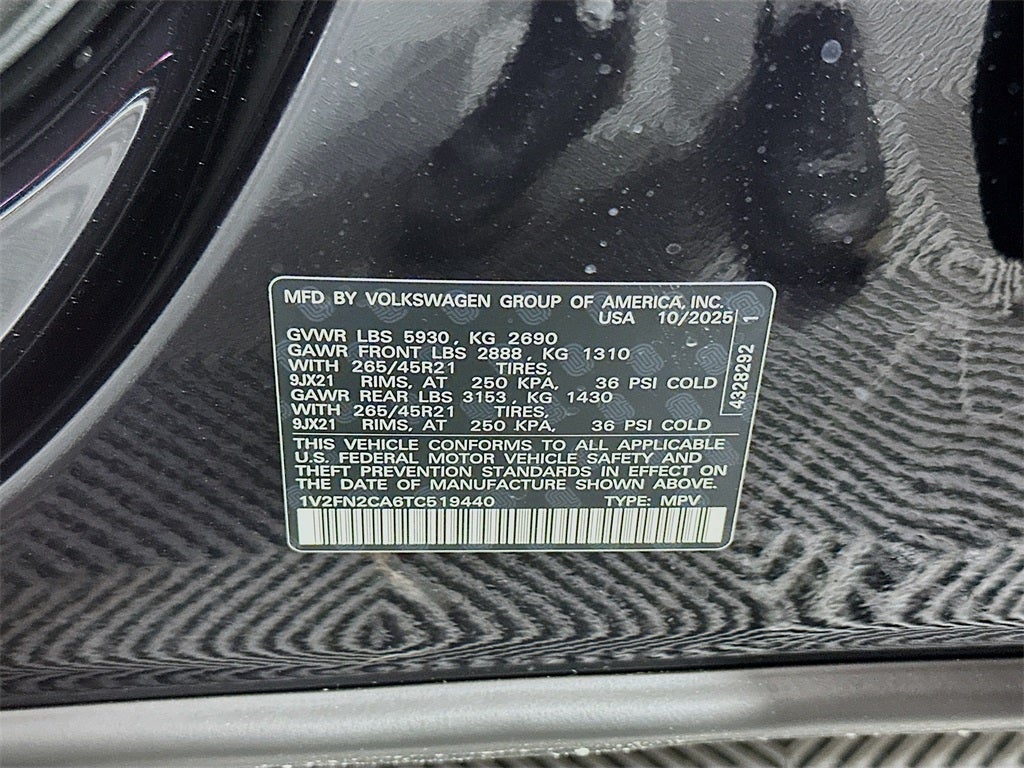 MFD BY VOLKSWAGEN GROUP OF AMERICA, INC.
USA 10/2025
GVWR LBS 5930, KG 2690
GAWR FRONT LBS 2888, KG 1310
WITH 265/45R21 TIRES,
9JX21 RIMS, AT 250 KPA, 36 PSI COLD
GAWR REAR LBS 3153, KG 1430
WITH 265/45R21 TIRES,
9JX21 RIMS, AT 250 KPA, 36 PSI COLD
THIS VEHICLE CONFORMS TO ALL APPLICABLE
U.S. FEDERAL MOTOR VEHICLE SAFETY AND
THEFT PREVENTION STANDARDS IN EFFECT ON
THE DATE OF MANUFACTURE SHOWN ABOVE.
1V2FN2CA6TC519440 TYPE: MPV
4328292 1